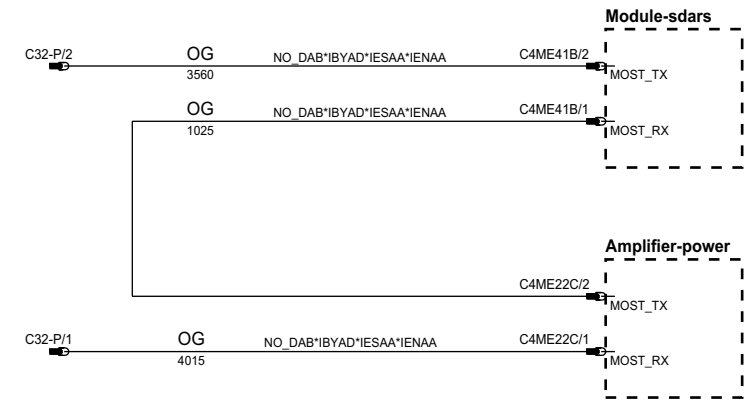 Module-sdars
C32-P/2 OG NO_DAB*IBYAD*IESAA*IENAA C4ME41B/2
3560 MOST_TX
OG NO_DAB*IBYAD*IESAA*IENAA C4ME41B/1
1025 MOST_RX
Amplifier-power
C4ME22C/2
MOST_TX
C32-P/1 OG NO_DAB*IBYAD*IESAA*IENAA C4ME22C/1
4015 MOST_RX